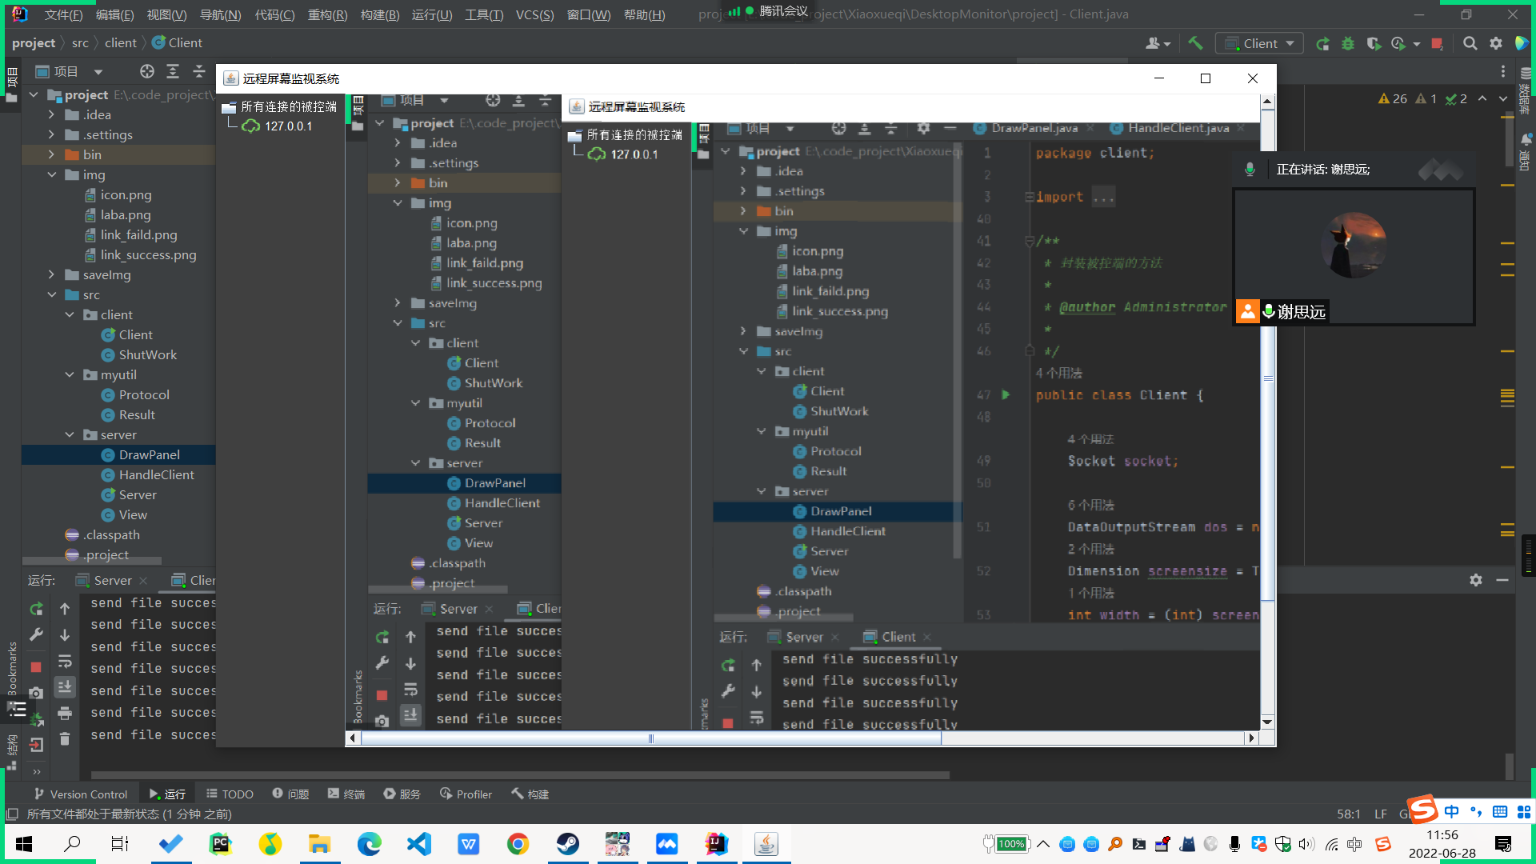 文件(F) 编辑(E) 视图(V) 导航(N) 代码(C) 重构(R) 构建(B) 运行(U) 工具(T) VCS(S) 窗口(W) 帮助(H)
腾讯会议
project\Xiaoxueqi\DesktopMonitor\project] - Client.java
project src client Client
Client
项目
project E:\.code_project\
.idea
.settings
bin
img
icon.png
laba.png
link_faild.png
link_success.png
saveImg
src
client
Client
ShutWork
myutil
Protocol
Result
server
DrawPanel
HandleClient
Server
View
.classpath
.project
远程屏幕监视系统
所有连接的被控端
127.0.0.1
项目
project E:\.code_project\
.idea
.settings
bin
img
icon.png
laba.png
link_faild.png
link_success.png
saveImg
src
client
Client
ShutWork
myutil
Protocol
Result
server
DrawPanel
HandleClient
Server
View
.classpath
.project
运行: Server Clie
send file succes
send file succes
send file succes
send file succes
send file succes
远程屏幕监视系统
所有连接的被控端
127.0.0.1
项目
project E:\.code_project\Xiaoxueq
.idea
.settings
bin
img
icon.png
laba.png
link_faild.png
link_success.png
saveImg
src
client
Client
ShutWork
myutil
Protocol
Result
server
DrawPanel
HandleClient
Server
View
.classpath
.project
DrawPanel.java HandleClient.java
1 package client;
2
3 import ...
40
41 /**
42 * 封装被控端的方法
43 *
44 * @author Administrator
45 *
46 */
4个用法
47 public class Client {
48
4个用法
49 Socket socket;
50
6个用法
51 DataOutputStream dos = n
2个用法
52 Dimension screensize = T
1个用法
53 int width = (int) screen
运行: Server Client
send file successfully
send file successfully
send file successfully
send file successfully
26 1 2
正在讲话: 谢思远;
谢思远
数据库
通知
项目
Bookmarks
结构
运行: Server Clier
send file succes
send file succes
send file succes
send file succes
send file succes
send file succes
send file succes
Version Control 运行 TODO 问题 终端 服务 Profiler 构建
所有文件都处于最新状态 (1 分钟 之前)
58:1 LF
中
100%
中
11:56
2022-06-28